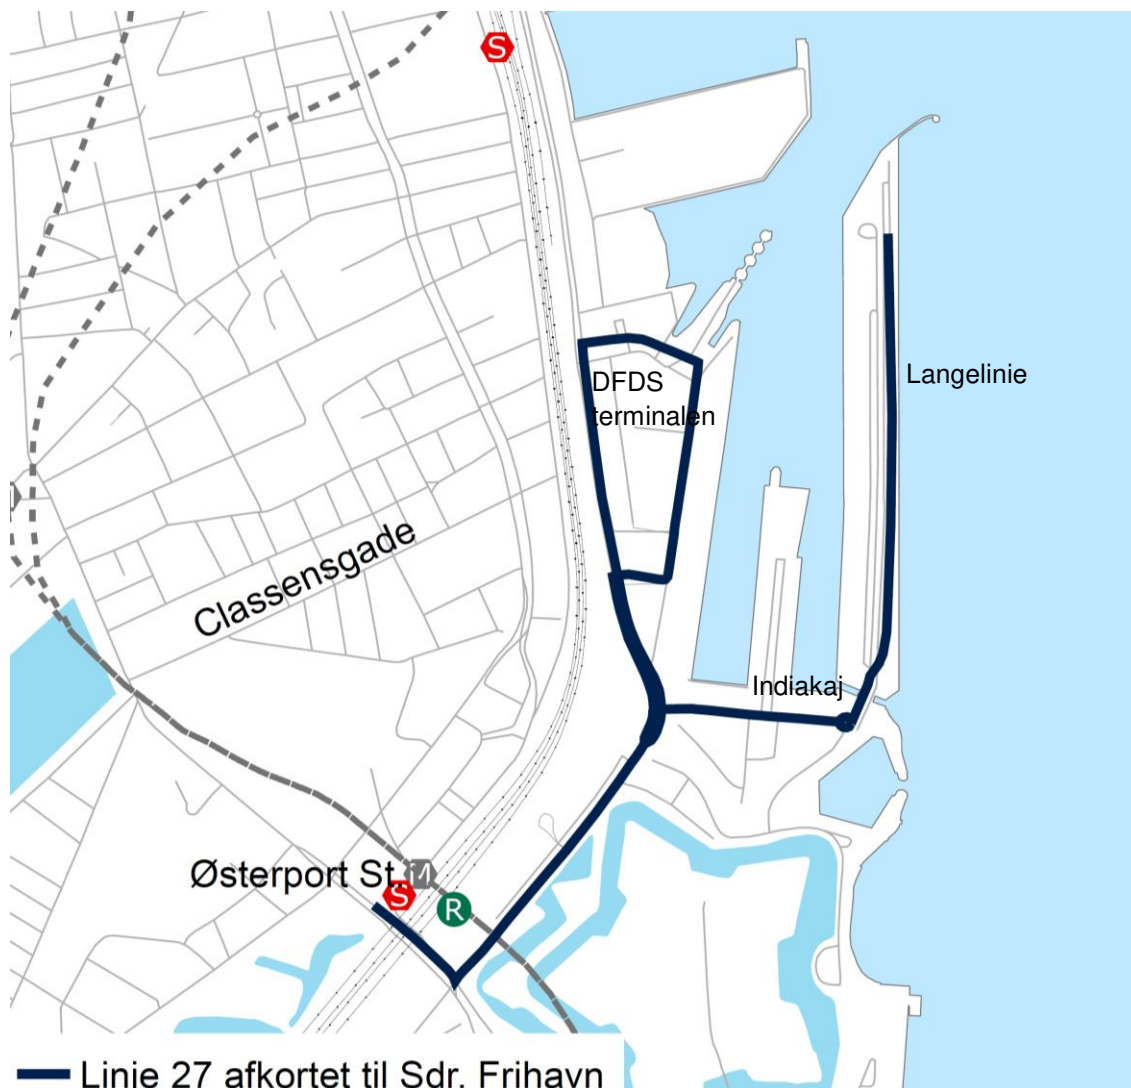 S
DFDS
terminalen
Langelinie
Classensgade
Indiakaj
Østerport St.
M
S
R
Linie 27 afkortet til Sdr. Frihavn